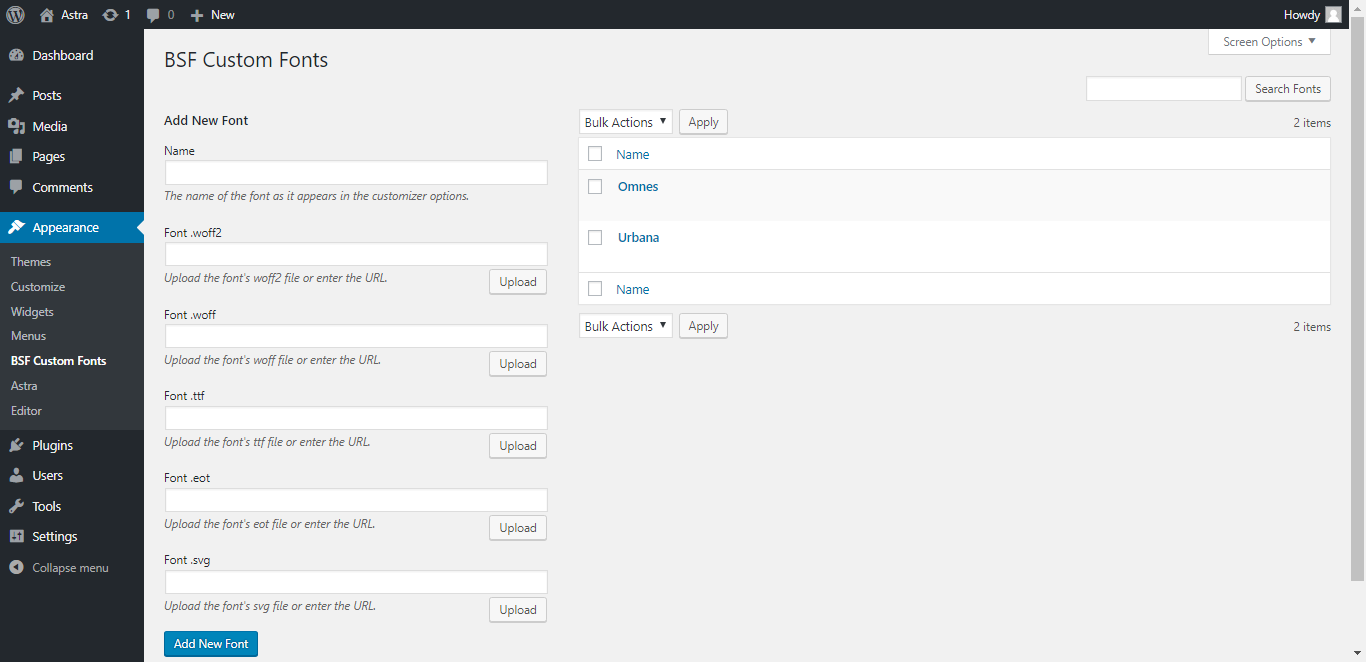 Astra 1 0 New Howdy
Dashboard
Posts
Media
Pages
Comments
Appearance
Themes
Customize
Widgets
Menus
BSF Custom Fonts
Astra
Editor
Plugins
Users
Tools
Settings
Collapse menu
Screen Options
BSF Custom Fonts
Search Fonts
Add New Font
Name
The name of the font as it appears in the customizer options.
Font .woff2
Upload the font's woff2 file or enter the URL.
Upload
Font .woff
Upload the font's woff file or enter the URL.
Upload
Font .ttf
Upload the font's ttf file or enter the URL.
Upload
Font .eot
Upload the font's eot file or enter the URL.
Upload
Font .svg
Upload the font's svg file or enter the URL.
Upload
Add New Font
Bulk Actions Apply 2 items
Name
Omnes
Urbana
Name
Bulk Actions Apply 2 items